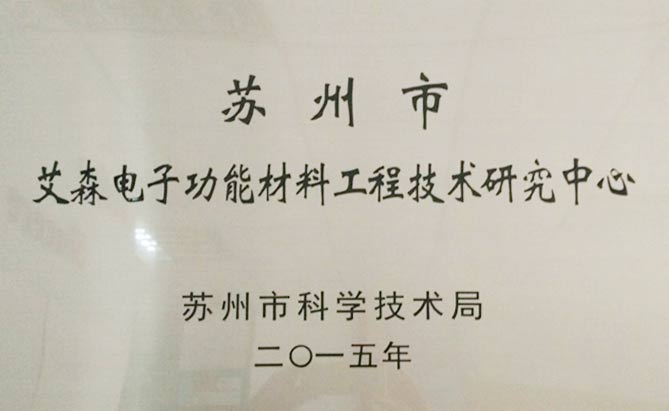 苏州市
艾森电子功能材料工程技术研究中心
苏州市科学技术局
二〇一五年